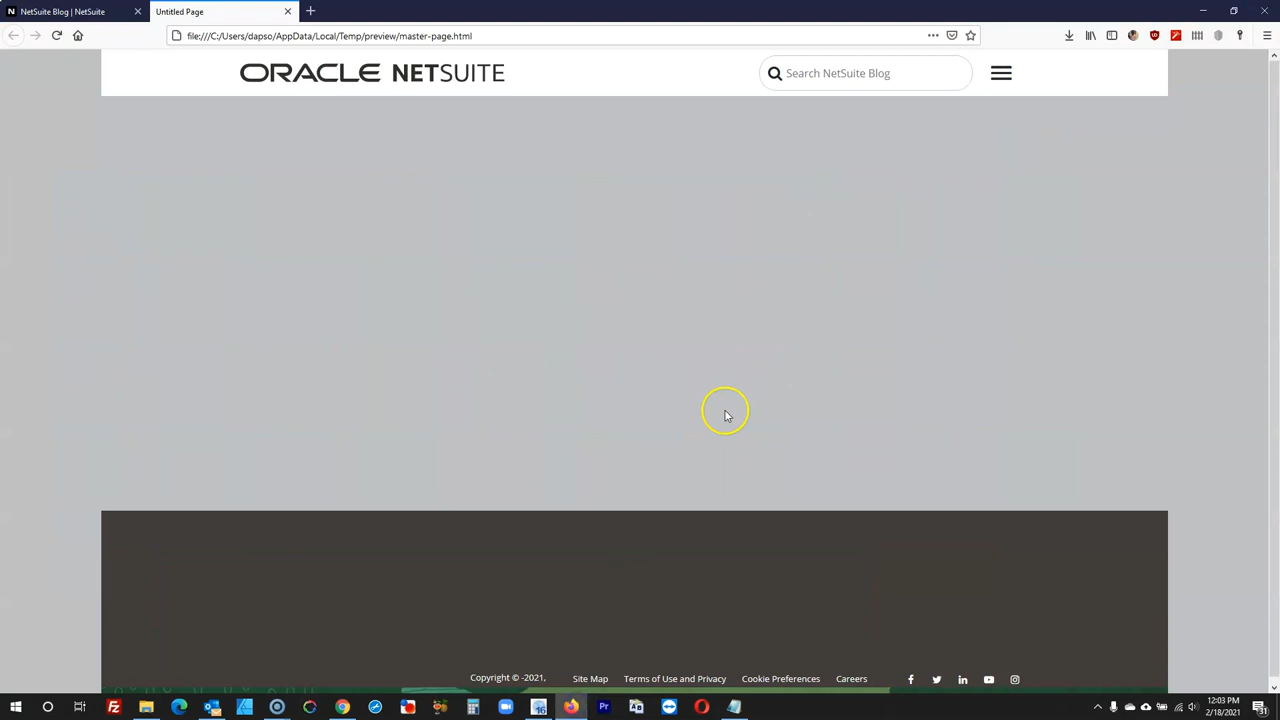 NetSuite Blog | NetSuite
Untitled Page
file:///C:/Users/dapso/AppData/Local/Temp/preview/master-page.html
ORACLE NETSUITE
Search NetSuite Blog
Copyright © -2021, Site Map Terms of Use and Privacy Cookie Preferences Careers
12:03 PM
2/18/2021